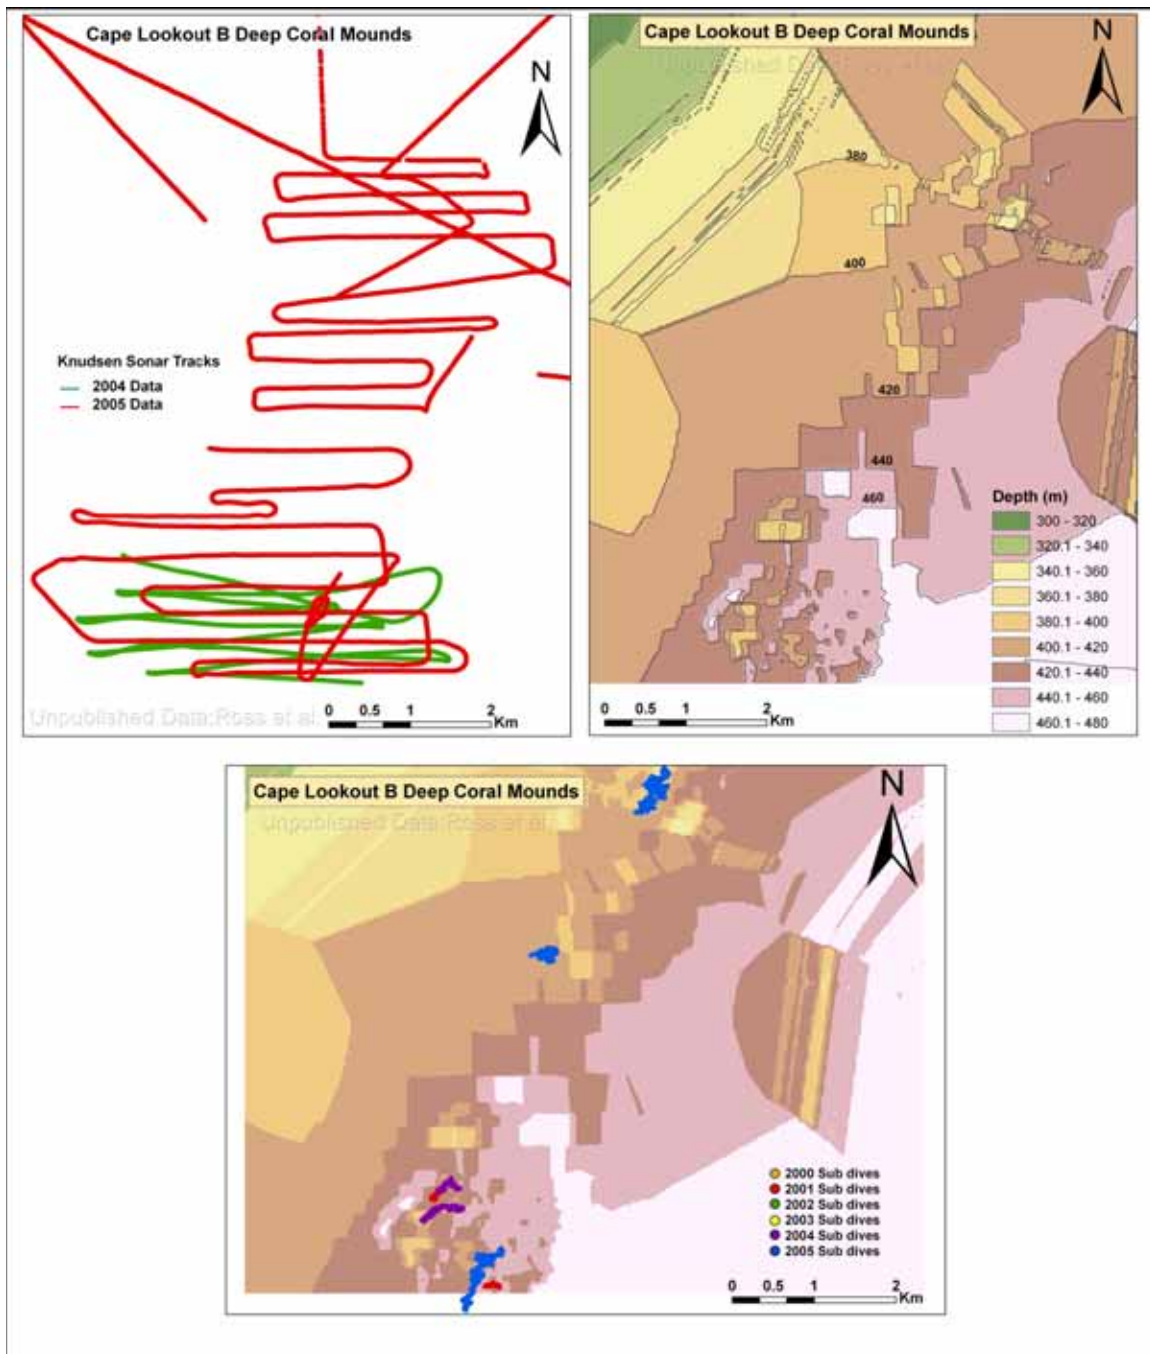 Cape Lookout B Deep Coral Mounds
N
Knudsen Sonar Tracks
2004 Data
2005 Data
Unpublished Data:Ross et al.
0 0.5 1 2
Km
Cape Lookout B Deep Coral Mounds
N
380
400
420
440
460
Depth (m)
300 - 320
320.1 - 340
340.1 - 360
360.1 - 380
380.1 - 400
400.1 - 420
420.1 - 440
440.1 - 460
460.1 - 480
0 0.5 1 2
Km
Cape Lookout B Deep Coral Mounds
Unpublished Data:Ross et al.
N
2000 Sub dives
2001 Sub dives
2002 Sub dives
2003 Sub dives
2004 Sub dives
2005 Sub dives
0 0.5 1 2
Km